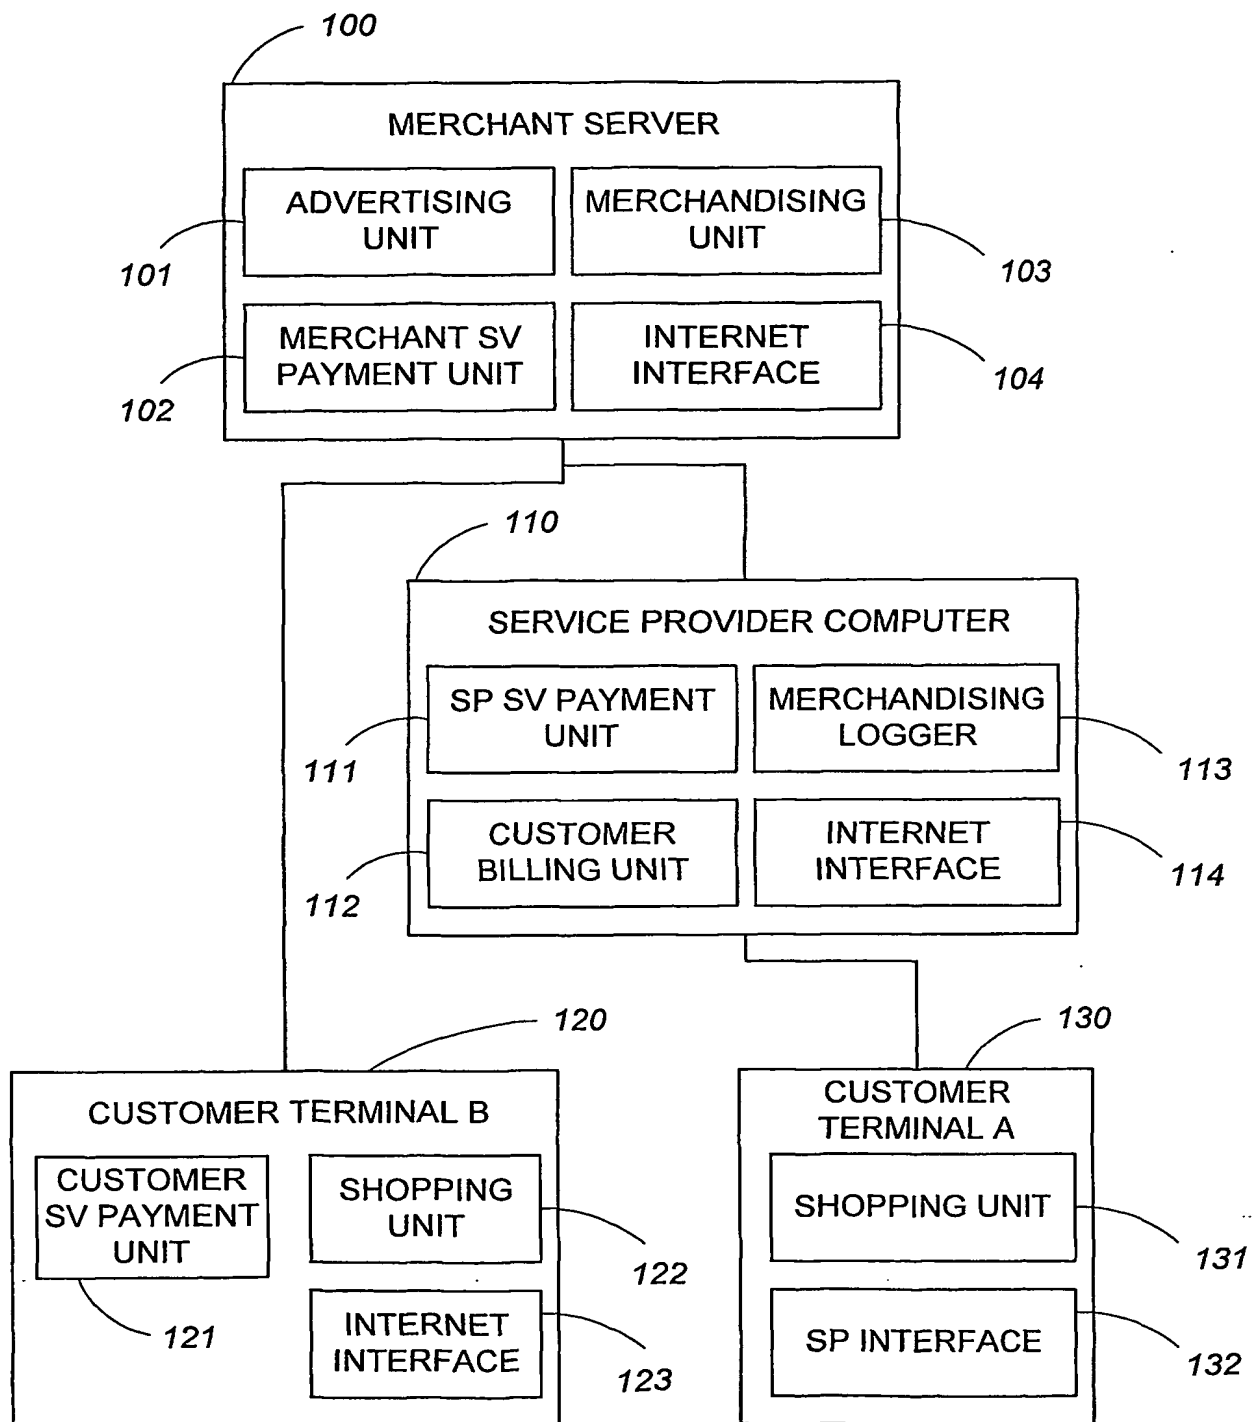 100
MERCHANT SERVER
ADVERTISING
UNIT
MERCHANDISING
UNIT
101
103
MERCHANT SV
PAYMENT UNIT
INTERNET
INTERFACE
102
104
110
SERVICE PROVIDER COMPUTER
SP SV PAYMENT
UNIT
MERCHANDISING
LOGGER
111
113
CUSTOMER
BILLING UNIT
INTERNET
INTERFACE
112
114
120
CUSTOMER TERMINAL B
CUSTOMER
SV PAYMENT
UNIT
SHOPPING
UNIT
121
122
INTERNET
INTERFACE
123
130
CUSTOMER
TERMINAL A
SHOPPING UNIT
131
SP INTERFACE
132